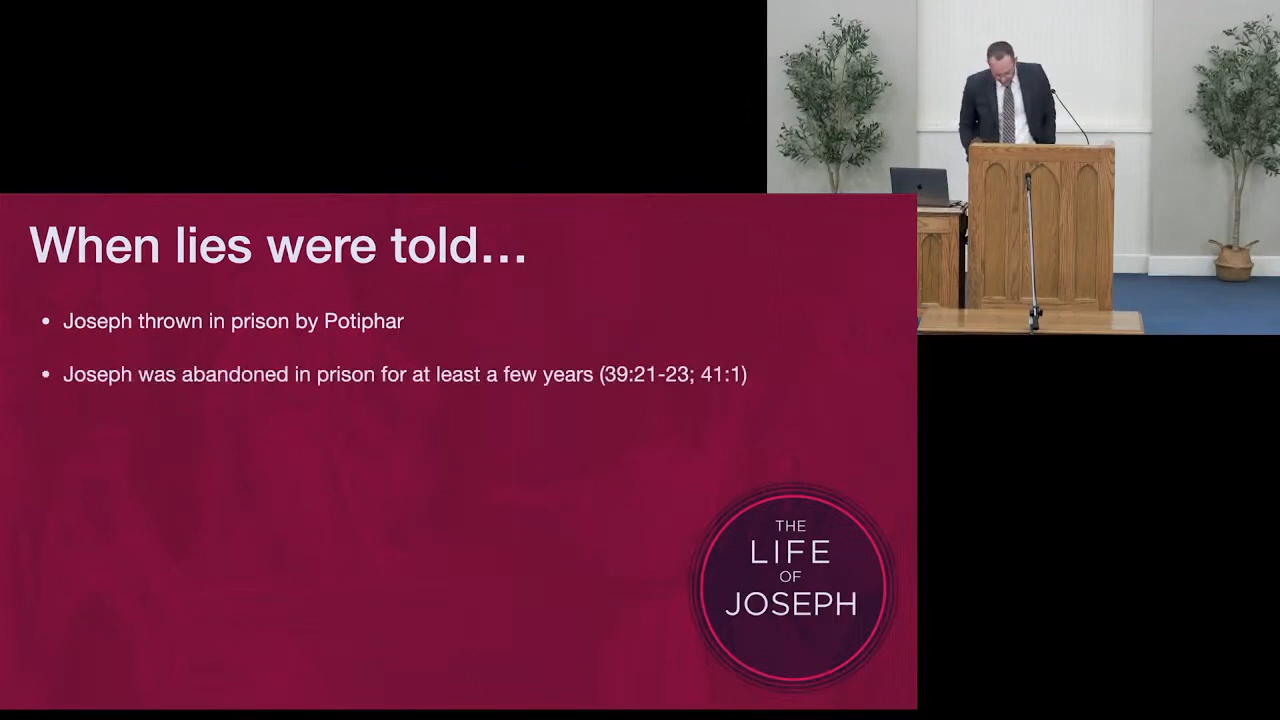 When lies were told…
• Joseph thrown in prison by Potiphar
• Joseph was abandoned in prison for at least a few years (39:21-23; 41:1)
THE
LIFE
OF
JOSEPH